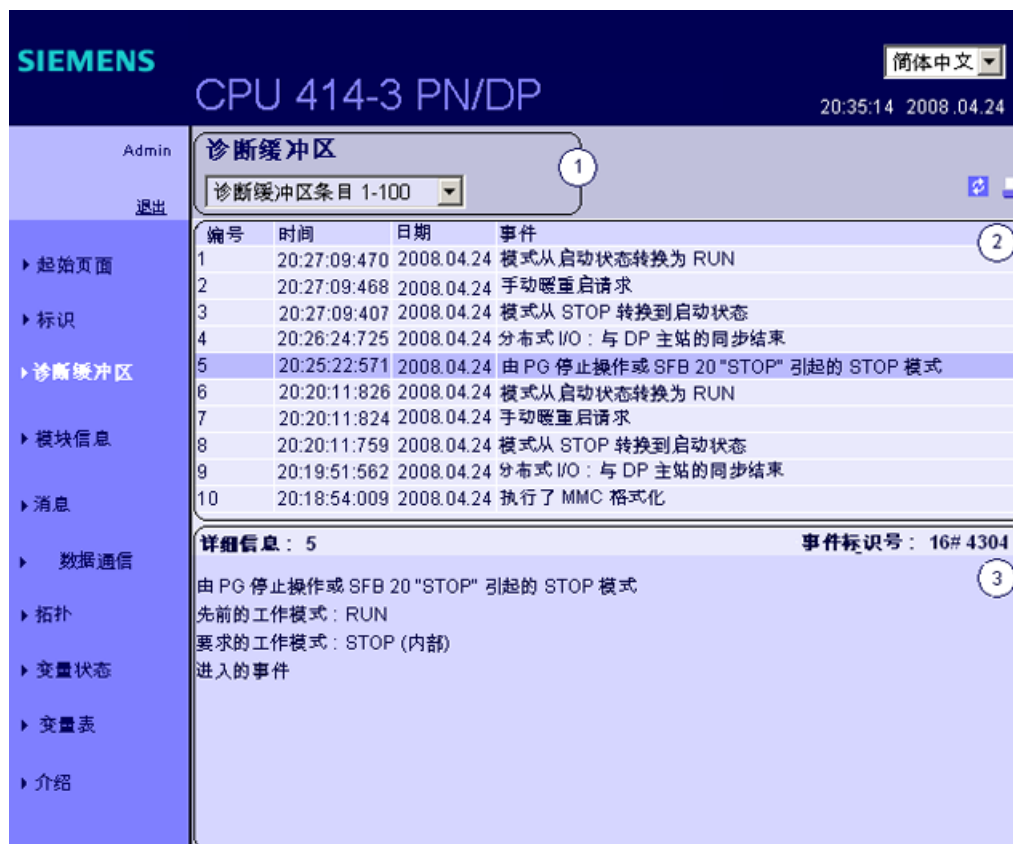 SIEMENS
CPU 414-3 PN/DP
简体中文
20:35:14 2008.04.24
Admin
退出
起始页面
标识
诊断缓冲区
模块信息
消息
数据通信
拓扑
变量状态
变量表
介绍
诊断缓冲区
诊断缓冲区条目 1-100
1
编号 时间 日期 事件
2
1 20:27:09:470 2008.04.24 模式从启动状态转换为 RUN
2 20:27:09:468 2008.04.24 手动暖重启请求
3 20:27:09:407 2008.04.24 模式从 STOP 转换到启动状态
4 20:26:24:725 2008.04.24 分布式 I/O：与 DP 主站的同步结束
5 20:25:22:571 2008.04.24 由 PG 停止操作或 SFB 20 "STOP" 引起的 STOP 模式
6 20:20:11:826 2008.04.24 模式从启动状态转换为 RUN
7 20:20:11:824 2008.04.24 手动暖重启请求
8 20:20:11:759 2008.04.24 模式从 STOP 转换到启动状态
9 20:19:51:562 2008.04.24 分布式 I/O：与 DP 主站的同步结束
10 20:18:54:009 2008.04.24 执行了 MMC 格式化
详细信息：5 事件标识号： 16# 4304
3
由 PG 停止操作或 SFB 20 "STOP" 引起的 STOP 模式
先前的工作模式：RUN
要求的工作模式：STOP (内部)
进入的事件